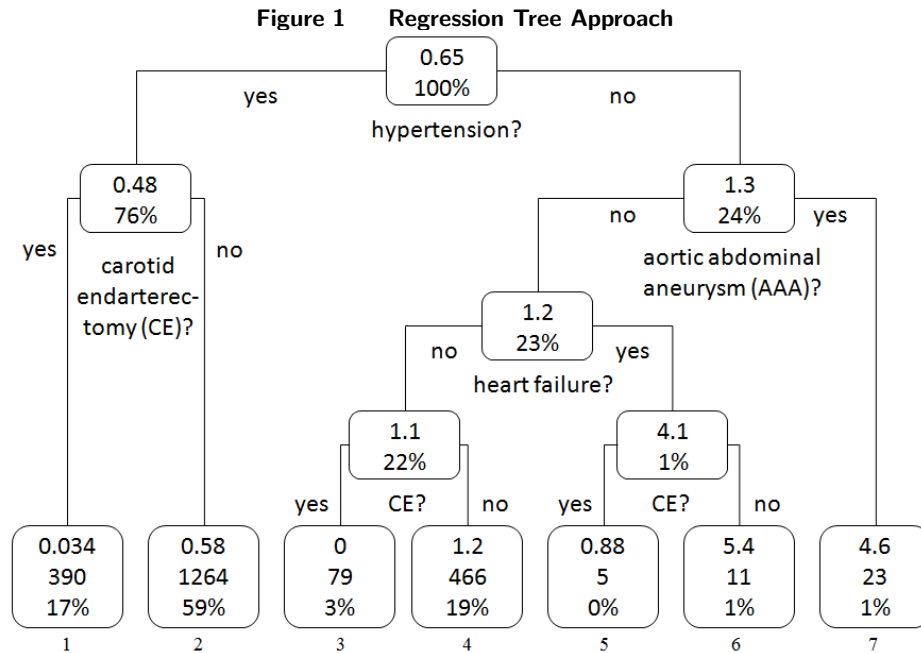 Figure 1 Regression Tree Approach
0.65
100%
yes
no
hypertension?
0.48
76%
1.3
24%
yes
no
no
yes
carotid
endarterec-
tomy (CE)?
aortic abdominal
aneurysm (AAA)?
1.2
23%
no
yes
heart failure?
1.1
22%
4.1
1%
yes
CE?
no
yes
CE?
no
0.034
390
17%
0.58
1264
59%
0
79
3%
1.2
466
19%
0.88
5
0%
5.4
11
1%
4.6
23
1%
1
2
3
4
5
6
7